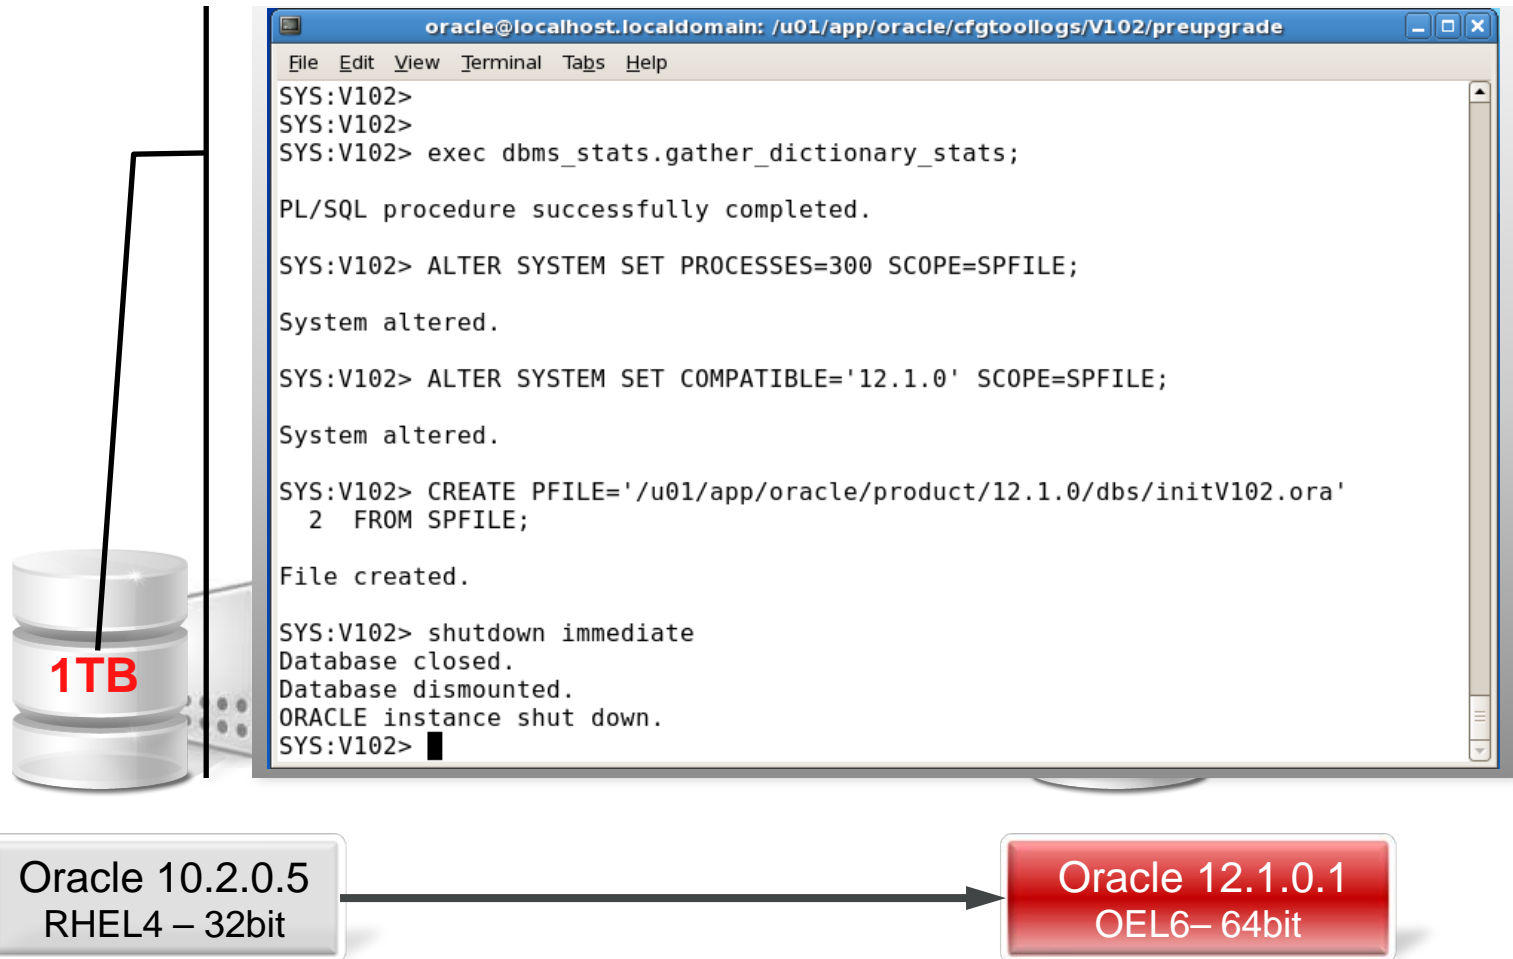 oracle@localhost.localdomain: /u01/app/oracle/cfgtoollogs/V102/preupgrade
File Edit View Terminal Tabs Help
SYS:V102>
SYS:V102>
SYS:V102> exec dbms_stats.gather_dictionary_stats;
PL/SQL procedure successfully completed.
SYS:V102> ALTER SYSTEM SET PROCESSES=300 SCOPE=SPFILE;
System altered.
SYS:V102> ALTER SYSTEM SET COMPATIBLE='12.1.0' SCOPE=SPFILE;
System altered.
SYS:V102> CREATE PFILE='/u01/app/oracle/product/12.1.0/dbs/initV102.ora'
2 FROM SPFILE;
File created.
SYS:V102> shutdown immediate
Database closed.
Database dismounted.
ORACLE instance shut down.
SYS:V102>
1TB
Oracle 10.2.0.5
RHEL4 – 32bit
Oracle 12.1.0.1
OEL6– 64bit